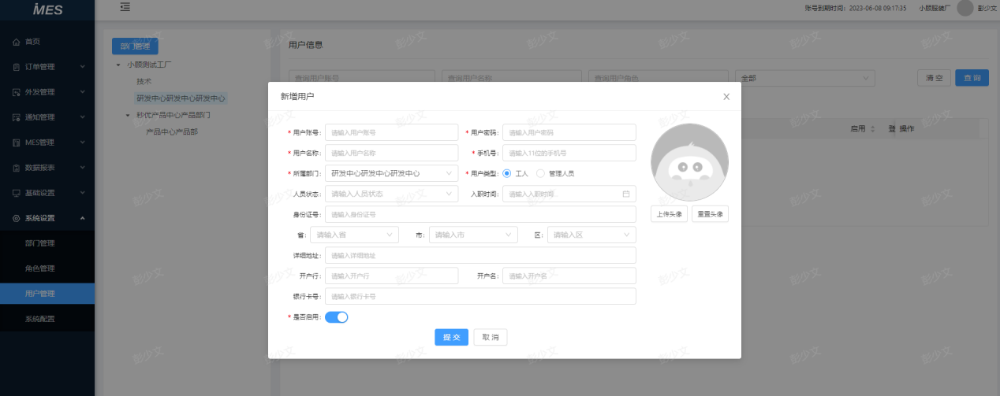 iMES
账号到期时间：2023-06-08 09:17:35 小顾服装厂 彭少文
首页
订单管理
外发管理
通知管理
MES管理
数据报表
基础设置
系统设置
部门管理
角色管理
用户管理
系统配置
部门管理
小顾测试工厂
技术
研发中心研发中心研发中心
秒优产品中心产品部门
产品中心产品部
用户信息
查询用户账号 查询用户名称 查询用户角色 全部 清空 查询
启用 登 操作
新增用户 X
* 用户账号： 请输入用户账号 * 用户密码： 请输入用户密码
* 用户名称： 请输入用户名称 * 手机号： 请输入11位的手机号
* 所属部门： 研发中心研发中心研发中心 * 用户类型： 工人 管理人员
人员状态： 请输入人员状态 入职时间： 请输入入职时间
上传头像 重置头像
身份证号： 请输入身份证号
省： 请输入省 市： 请输入市 区： 请输入区
详细地址： 请输入详细地址
开户行： 请输入开户行 开户名： 请输入开户名
银行卡号： 请输入银行卡号
* 是否启用：
提交 取消
彭少文